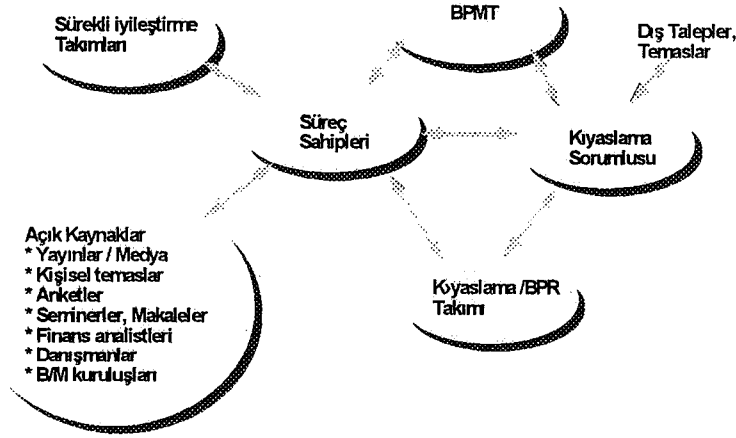 Sürekli iyileştirme
Takımları
BPMT
Dış Talepler,
Temaslar
Süreç
Sahipleri
Kıyaslama
Sorumlusu
Açık Kaynaklar
* Yayınlar / Medya
* Kişisel temaslar
* Anketler
* Seminerler, Makaleler
* Finans analistleri
* Danışmanlar
* B/M kuruluşları
Kıyaslama /BPR
Takımı